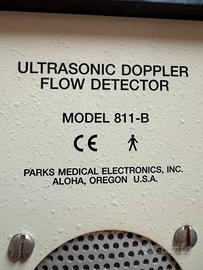 ULTRASONIC DOPPLER
FLOW DETECTOR
MODEL 811-B
CE
PARKS MEDICAL ELECTRONICS, INC.
ALOHA, OREGON U.S.A.